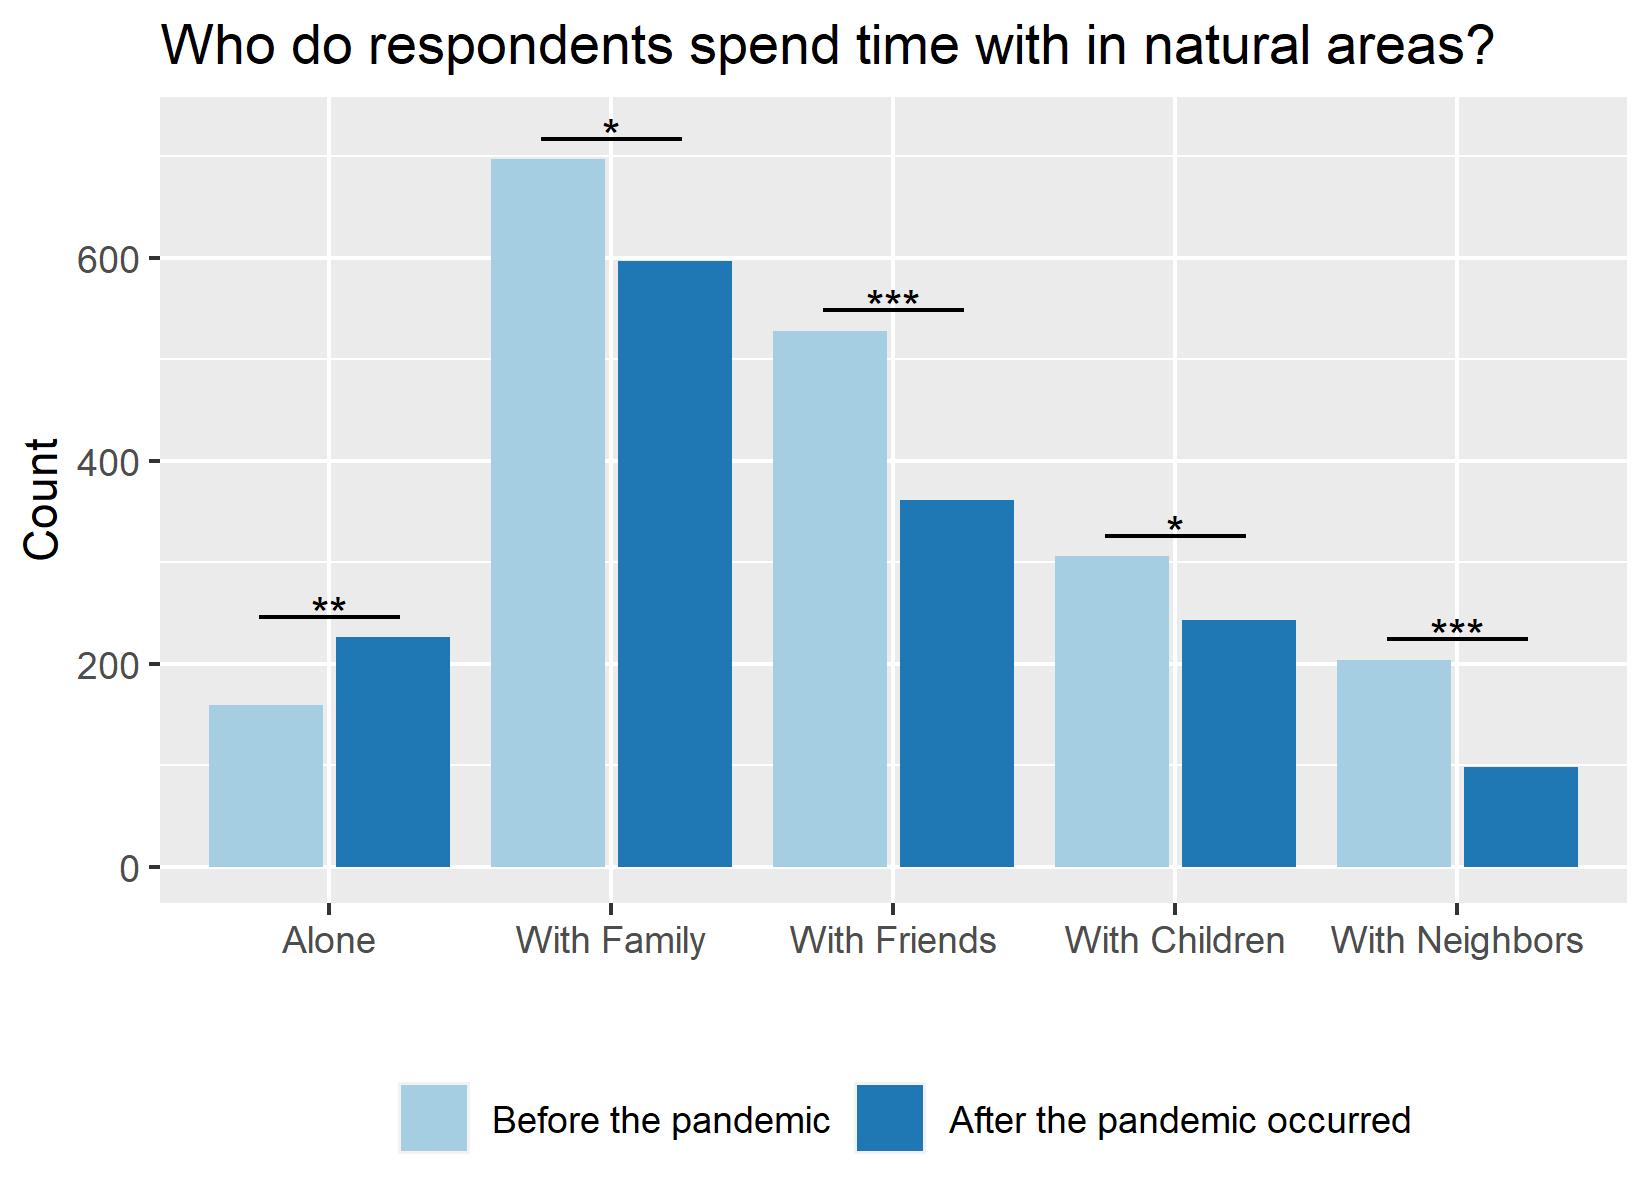 Who do respondents spend time with in natural areas?
Count
600
400
200
0
*
***
*
**
***
Alone
With Family
With Friends
With Children
With Neighbors
Before the pandemic
After the pandemic occurred